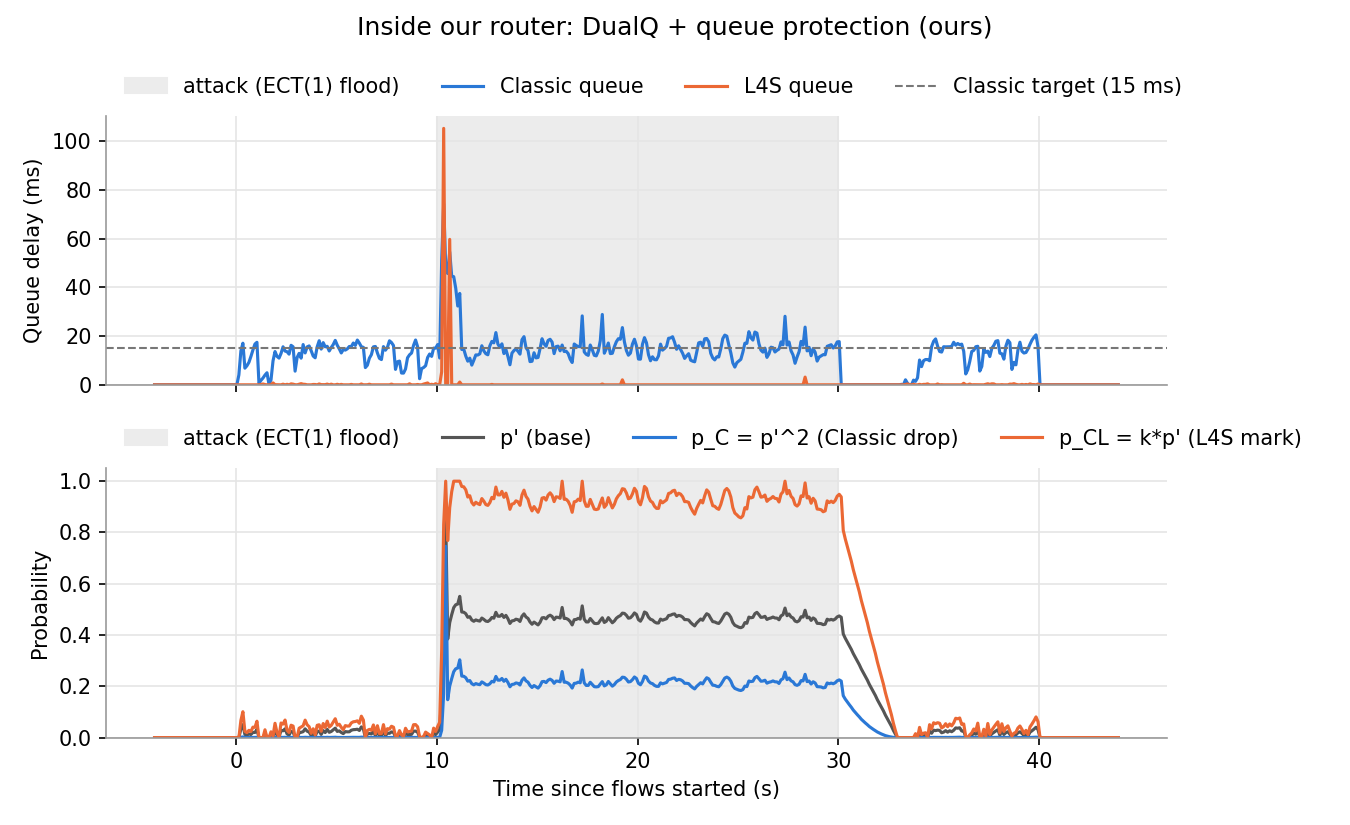 Inside our router: DualQ + queue protection (ours)
attack (ECT(1) flood) Classic queue L4S queue Classic target (15 ms)
Queue delay (ms)
100
80
60
40
20
0
attack (ECT(1) flood) p' (base) p_C = p'^2 (Classic drop) p_CL = k*p' (L4S mark)
Probability
1.0
0.8
0.6
0.4
0.2
0.0
0 10 20 30 40
Time since flows started (s)